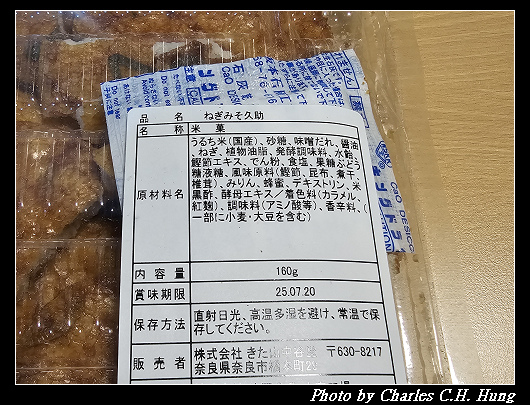 品名 ねぎみそ久助
名称 米菓
原材料名 うるち米(国産)、砂糖、味噌だれ、醤油
、ねぎ、植物油脂、発酵調味料、水飴、
鰹節エキス、でん粉、食塩、果糖ぶどう
糖液糖、風味原料(鰹節、昆布、煮干、
椎茸)、みりん、蜂蜜、デキストリン、米
黒酢、酵母エキス/着色料(カラメル、
紅麹)、調味料(アミノ酸等)、香辛料、(
一部に小麦・大豆を含む)
内容量 160g
賞味期限 25.07.20
保存方法 直射日光、高温多湿を避け、常温で保
存してください。
販売者 株式会社 きた 〒630-8217
奈良県奈良市
石灰
CaO DESICC
Do not eat
Photo by Charles C.H. Hung